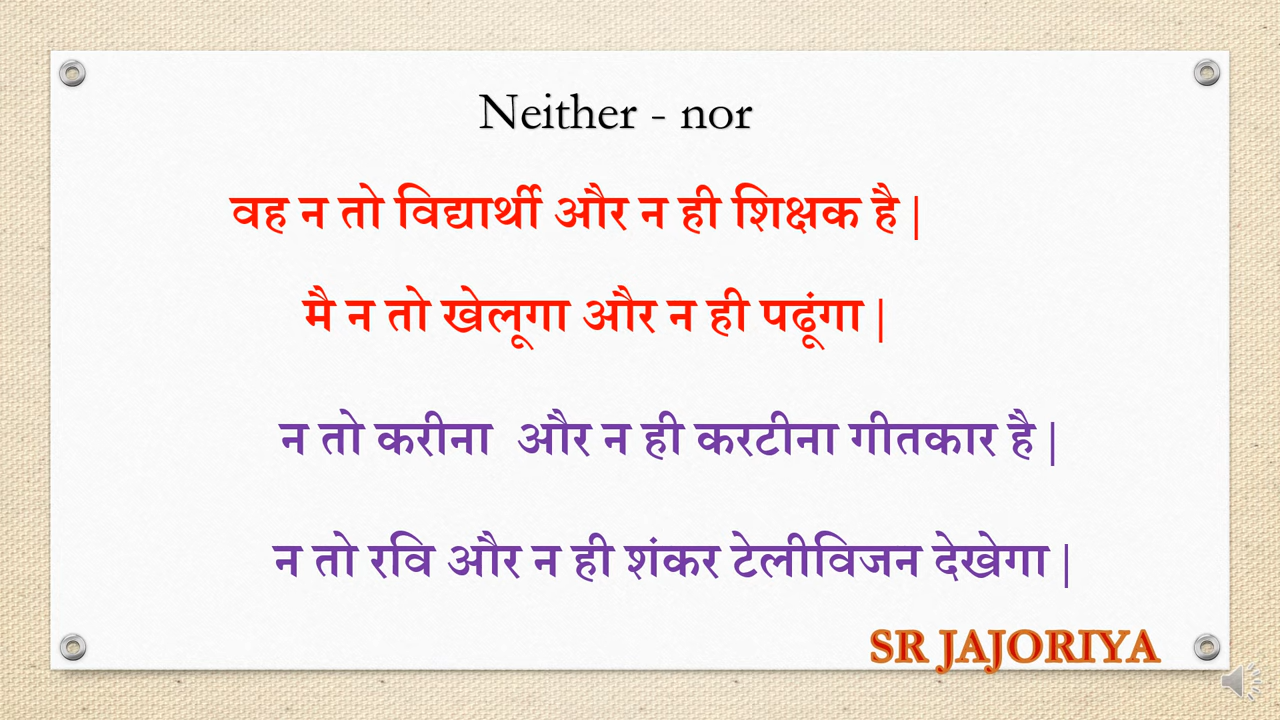 Neither - nor
वह न तो विद्यार्थी और न ही शिक्षक है |
मै न तो खेलूगा और न ही पढूंगा |
न तो करीना और न ही करटीना गीतकार है |
न तो रवि और न ही शंकर टेलीविजन देखेगा |
SR JAJORIYA